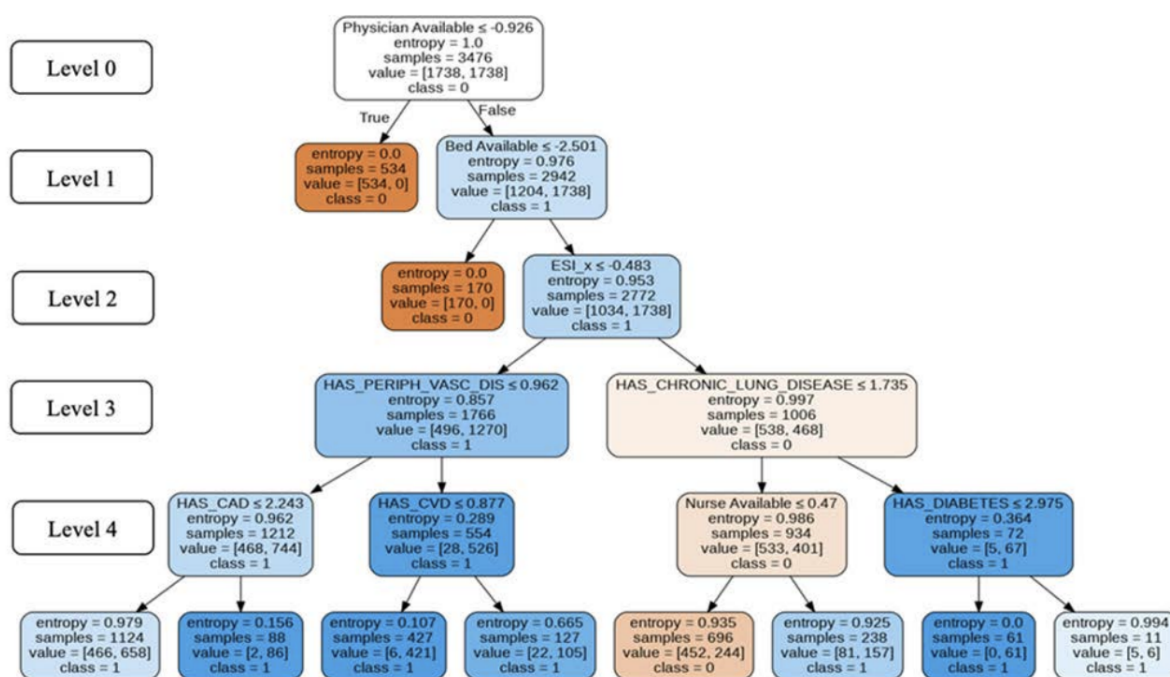 Level 0
Physician Available ≤ -0.926
entropy = 1.0
samples = 3476
value = [1738, 1738]
class = 0
True
False
Level 1
entropy = 0.0
samples = 534
value = [534, 0]
class = 0
Bed Available ≤ -2.501
entropy = 0.976
samples = 2942
value = [1204, 1738]
class = 1
Level 2
entropy = 0.0
samples = 170
value = [170, 0]
class = 0
ESI_x ≤ -0.483
entropy = 0.953
samples = 2772
value = [1034, 1738]
class = 1
Level 3
HAS_PERIPH_VASC_DIS ≤ 0.962
entropy = 0.857
samples = 1766
value = [496, 1270]
class = 1
HAS_CHRONIC_LUNG_DISEASE ≤ 1.735
entropy = 0.997
samples = 1006
value = [538, 468]
class = 0
Level 4
HAS_CAD ≤ 2.243
entropy = 0.962
samples = 1212
value = [468, 744]
class = 1
HAS_CVD ≤ 0.877
entropy = 0.289
samples = 554
value = [28, 526]
class = 1
Nurse Available ≤ 0.47
entropy = 0.986
samples = 934
value = [533, 401]
class = 0
HAS_DIABETES ≤ 2.975
entropy = 0.364
samples = 72
value = [5, 67]
class = 1
entropy = 0.979
samples = 1124
value = [466, 658]
class = 1
entropy = 0.156
samples = 88
value = [2, 86]
class = 1
entropy = 0.107
samples = 427
value = [6, 421]
class = 1
entropy = 0.665
samples = 127
value = [22, 105]
class = 1
entropy = 0.935
samples = 696
value = [452, 244]
class = 0
entropy = 0.925
samples = 238
value = [81, 157]
class = 1
entropy = 0.0
samples = 61
value = [0, 61]
class = 1
entropy = 0.994
samples = 11
value = [5, 6]
class = 1